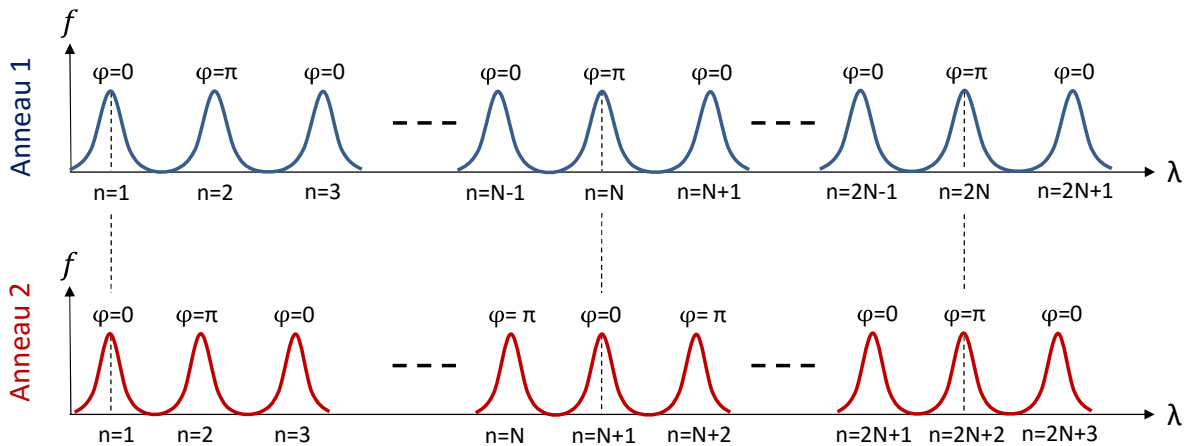 f
Anneau 1
φ=0 φ=π φ=0 φ=0 φ=π φ=0 φ=0 φ=π φ=0
λ
n=1 n=2 n=3 n=N-1 n=N n=N+1 n=2N-1 n=2N n=2N+1
f
Anneau 2
φ=0 φ=π φ=0 φ= π φ=0 φ= π φ=0 φ=π φ=0
λ
n=1 n=2 n=3 n=N n=N+1 n=N+2 n=2N+1 n=2N+2 n=2N+3